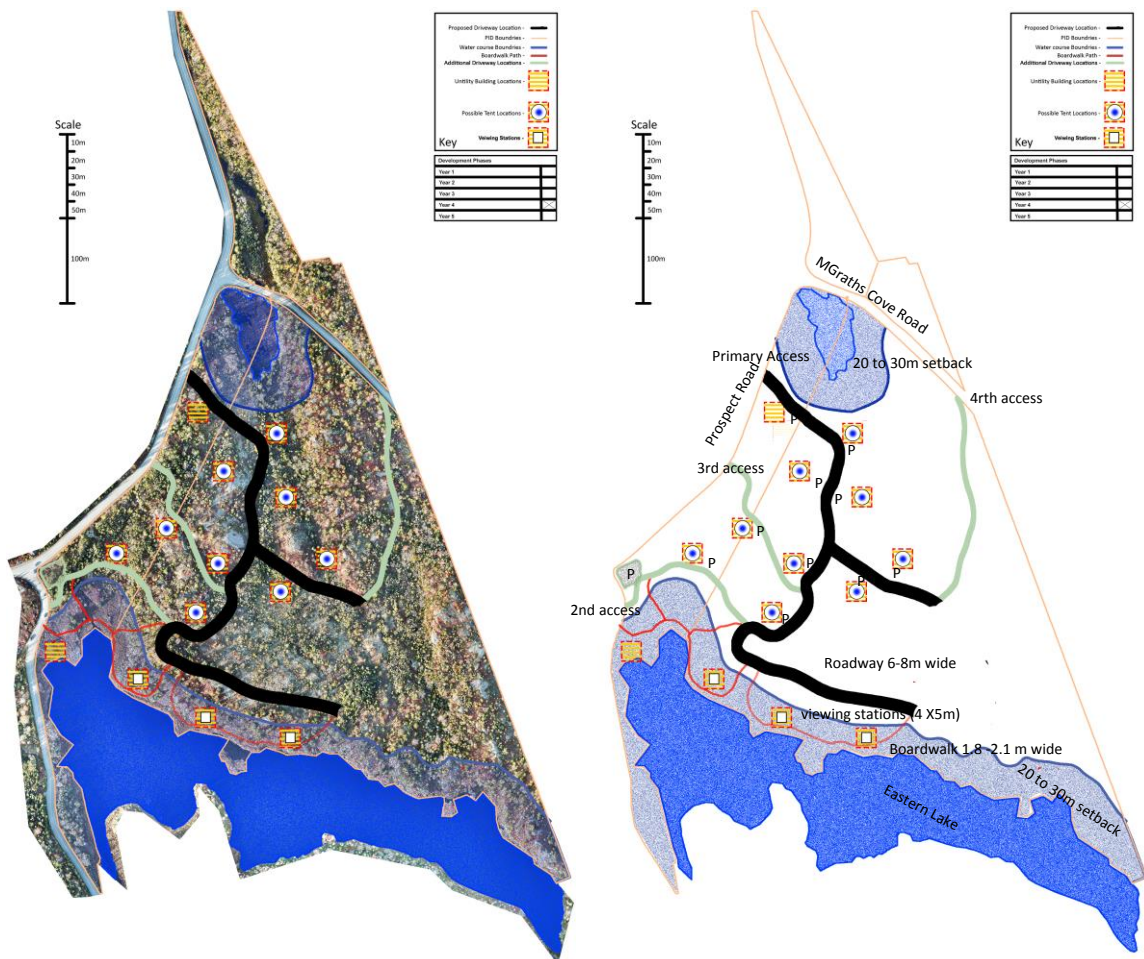 Proposed Driveway Location -
PID Boundries -
Water course Boundries -
Boardwalk Path -
Additional Driveway Locations -
Untility Building Locations -
Possible Tent Locations -
Veiwing Stations -
Key
Development Phases
Year 1
Year 2
Year 3
Year 4
Year 5
Scale
10m
20m
30m
40m
50m
100m
Proposed Driveway Location -
PID Boundries -
Water course Boundries -
Boardwalk Path -
Additional Driveway Locations -
Untility Building Locations -
Possible Tent Locations -
Veiwing Stations -
Key
Development Phases
Year 1
Year 2
Year 3
Year 4
Year 5
Scale
10m
20m
30m
40m
50m
100m
MGraths Cove Road
Primary Access
20 to 30m setback
Prospect Road
4rth access
P
P
3rd access
P
P
P
P
P
P
P
P
2nd access
P
Roadway 6-8m wide
viewing stations (4 X5m)
Boardwalk 1.8 -2.1 m wide
20 to 30m setback
Eastern Lake